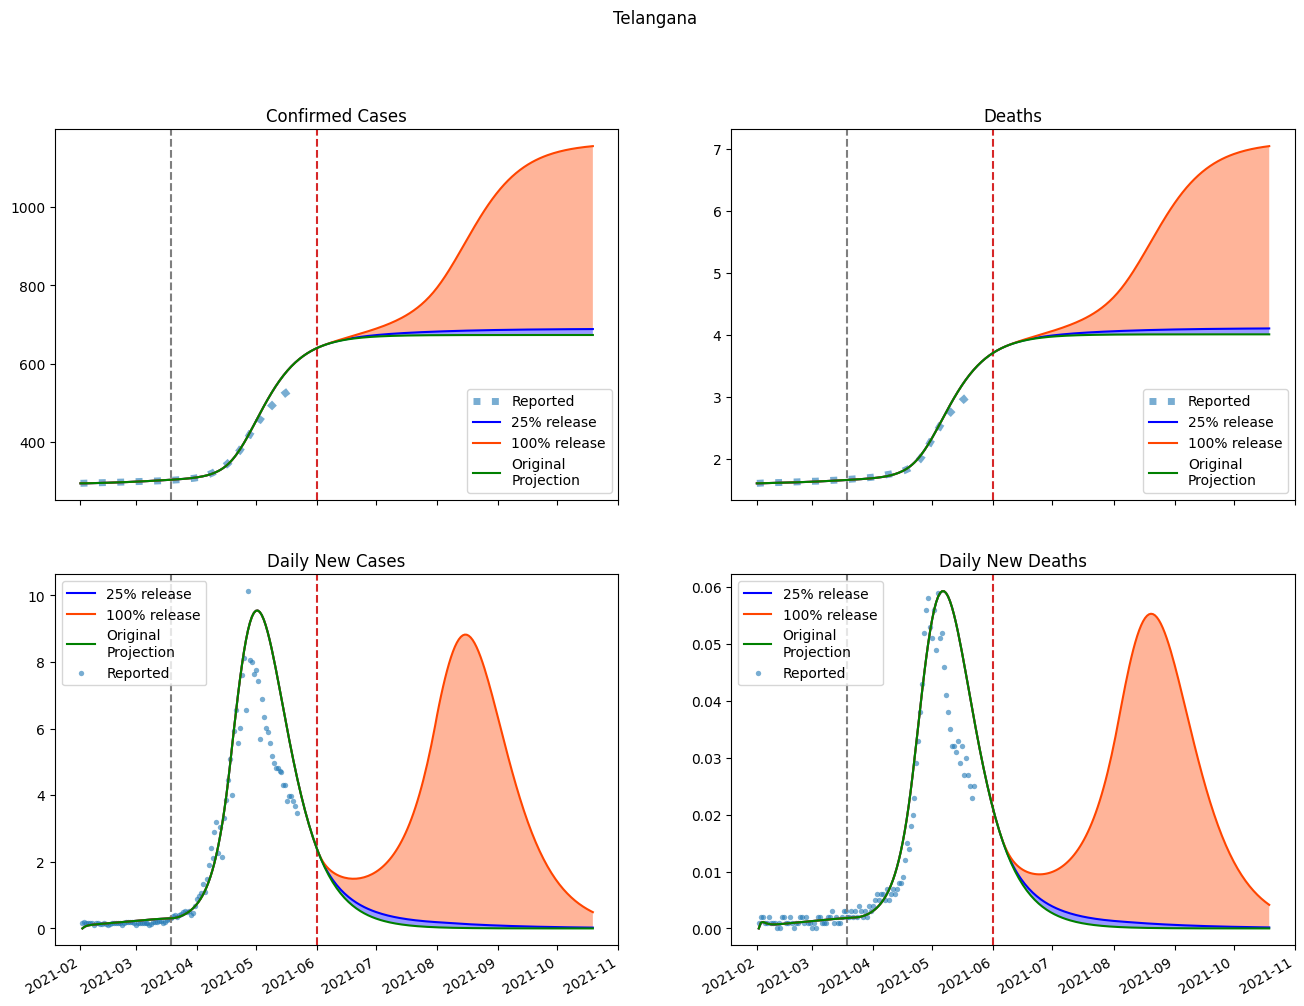 Telangana
Confirmed Cases
1000
800
600
400
Reported
25% release
100% release
Original
Projection
Deaths
7
6
5
4
3
2
Reported
25% release
100% release
Original
Projection
Daily New Cases
10
8
6
4
2
0
25% release
100% release
Original
Projection
Reported
2021-02
2021-03
2021-04
2021-05
2021-06
2021-07
2021-08
2021-09
2021-10
2021-11
Daily New Deaths
0.06
0.05
0.04
0.03
0.02
0.01
0.00
25% release
100% release
Original
Projection
Reported
2021-02
2021-03
2021-04
2021-05
2021-06
2021-07
2021-08
2021-09
2021-10
2021-11